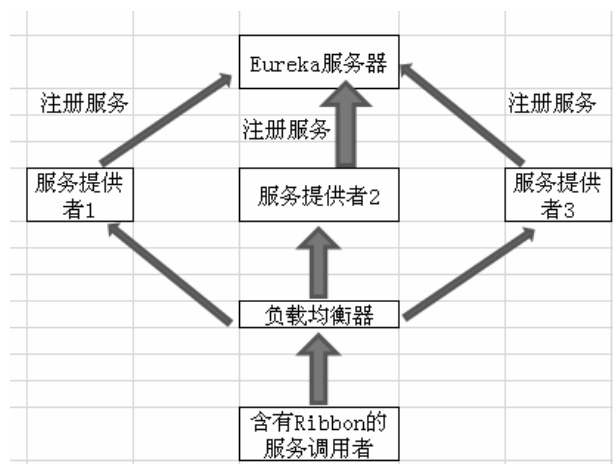 Eureka服务器
注册服务
注册服务
注册服务
服务提供
者1
服务提供者2
服务提供
者3
负载均衡器
含有Ribbon的
服务调用者